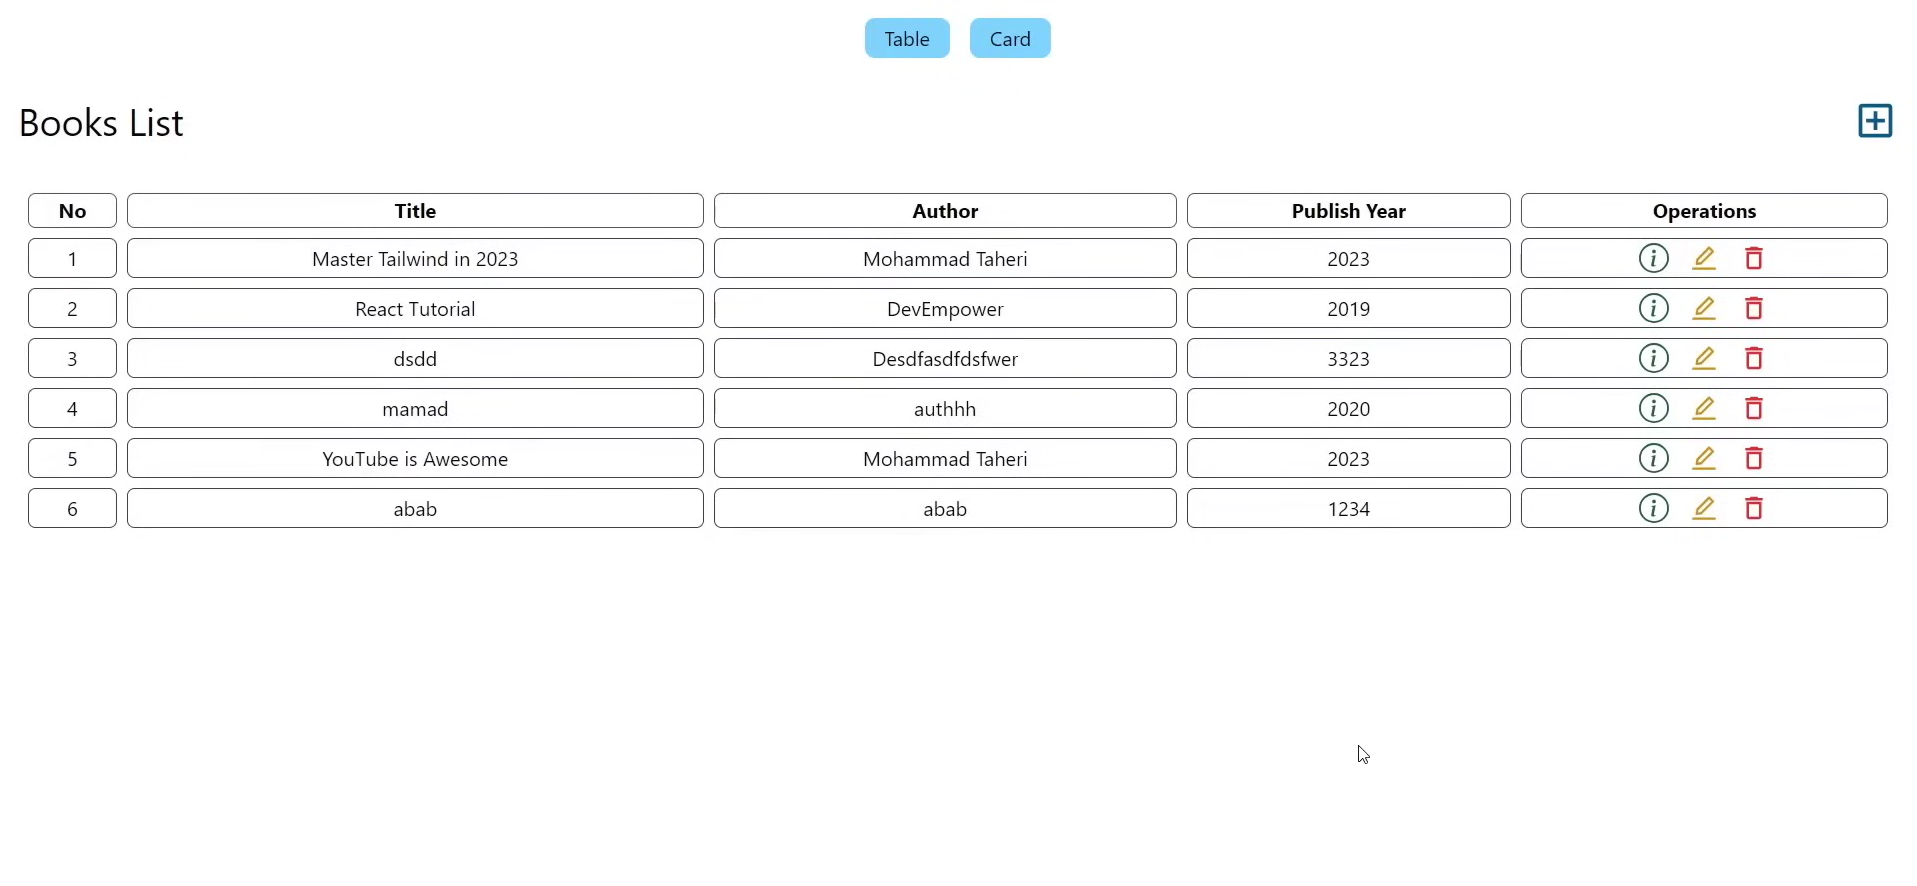 Table Card
Books List
No Title Author Publish Year Operations
1 Master Tailwind in 2023 Mohammad Taheri 2023
2 React Tutorial DevEmpower 2019
3 dsdd Desdfasdfdsfwer 3323
4 mamad authhh 2020
5 YouTube is Awesome Mohammad Taheri 2023
6 abab abab 1234